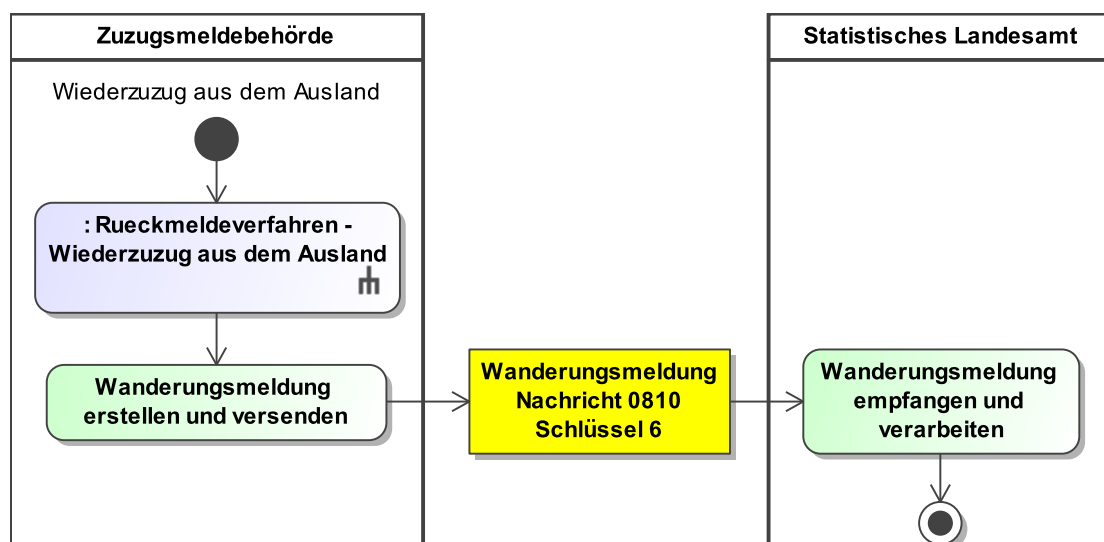 Zuzugsmeldebehörde
Statistisches Landesamt
Wiederzuzug aus dem Ausland
: Rueckmeldeverfahren -
Wiederzuzug aus dem Ausland
Wanderungsmeldung
erstellen und versenden
Wanderungsmeldung
Nachricht 0810
Schlüssel 6
Wanderungsmeldung
empfangen und
verarbeiten